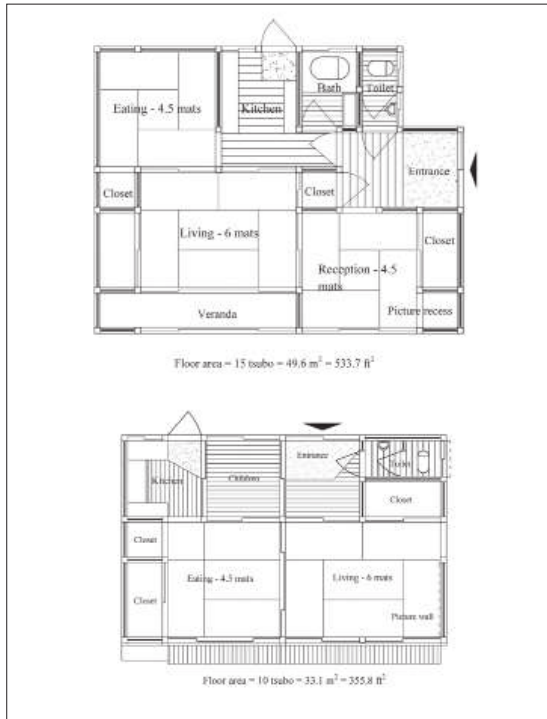 Eating - 4.5 mats
Kitchen
Bath
Toilet
Closet
Closet
Entrance
Living - 6 mats
Closet
Reception - 4.5
mats
Veranda
Picture recess
Floor area = 15 tsubo = 49.6 m² = 533.7 ft²
Entrance
Toilet
Kitchen
Children
Closet
Closet
Eating - 4.5 mats
Living - 6 mats
Closet
Picture wall
Floor area = 10 tsubo = 33.1 m² = 355.8 ft²